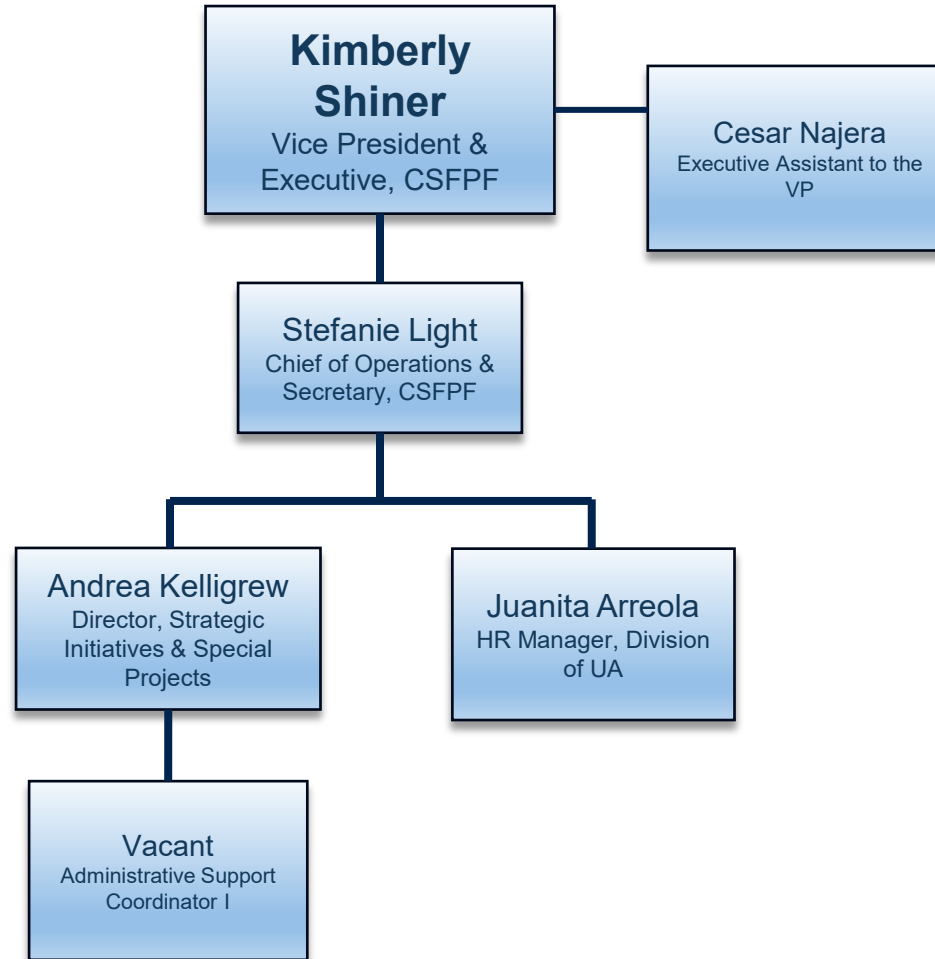 Kimberly
Shiner
Vice President &
Executive, CSFPF
Cesar Najera
Executive Assistant to the
VP
Stefanie Light
Chief of Operations &
Secretary, CSFPF
Andrea Kelligrew
Director, Strategic
Initiatives & Special
Projects
Juanita Arreola
HR Manager, Division
of UA
Vacant
Administrative Support
Coordinator I